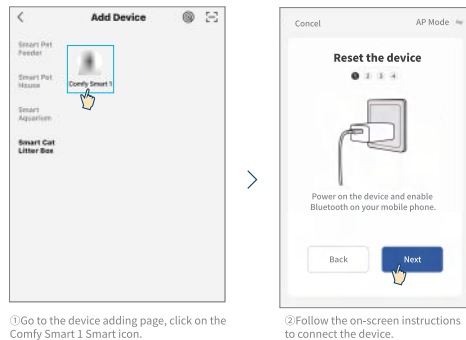 Add Device
Smart Pet
Feeder
Smart Pet
House
Smart
Aquarium
Smart Cat
Litter Box
Comfy Smart 1
①Go to the device adding page, click on the
Comfy Smart 1 Smart icon.
Concel
AP Mode
Reset the device
1 2 3 4
Power on the device and enable
Bluetooth on your mobile phone.
Back
Next
②Follow the on-screen instructions
to connect the device.